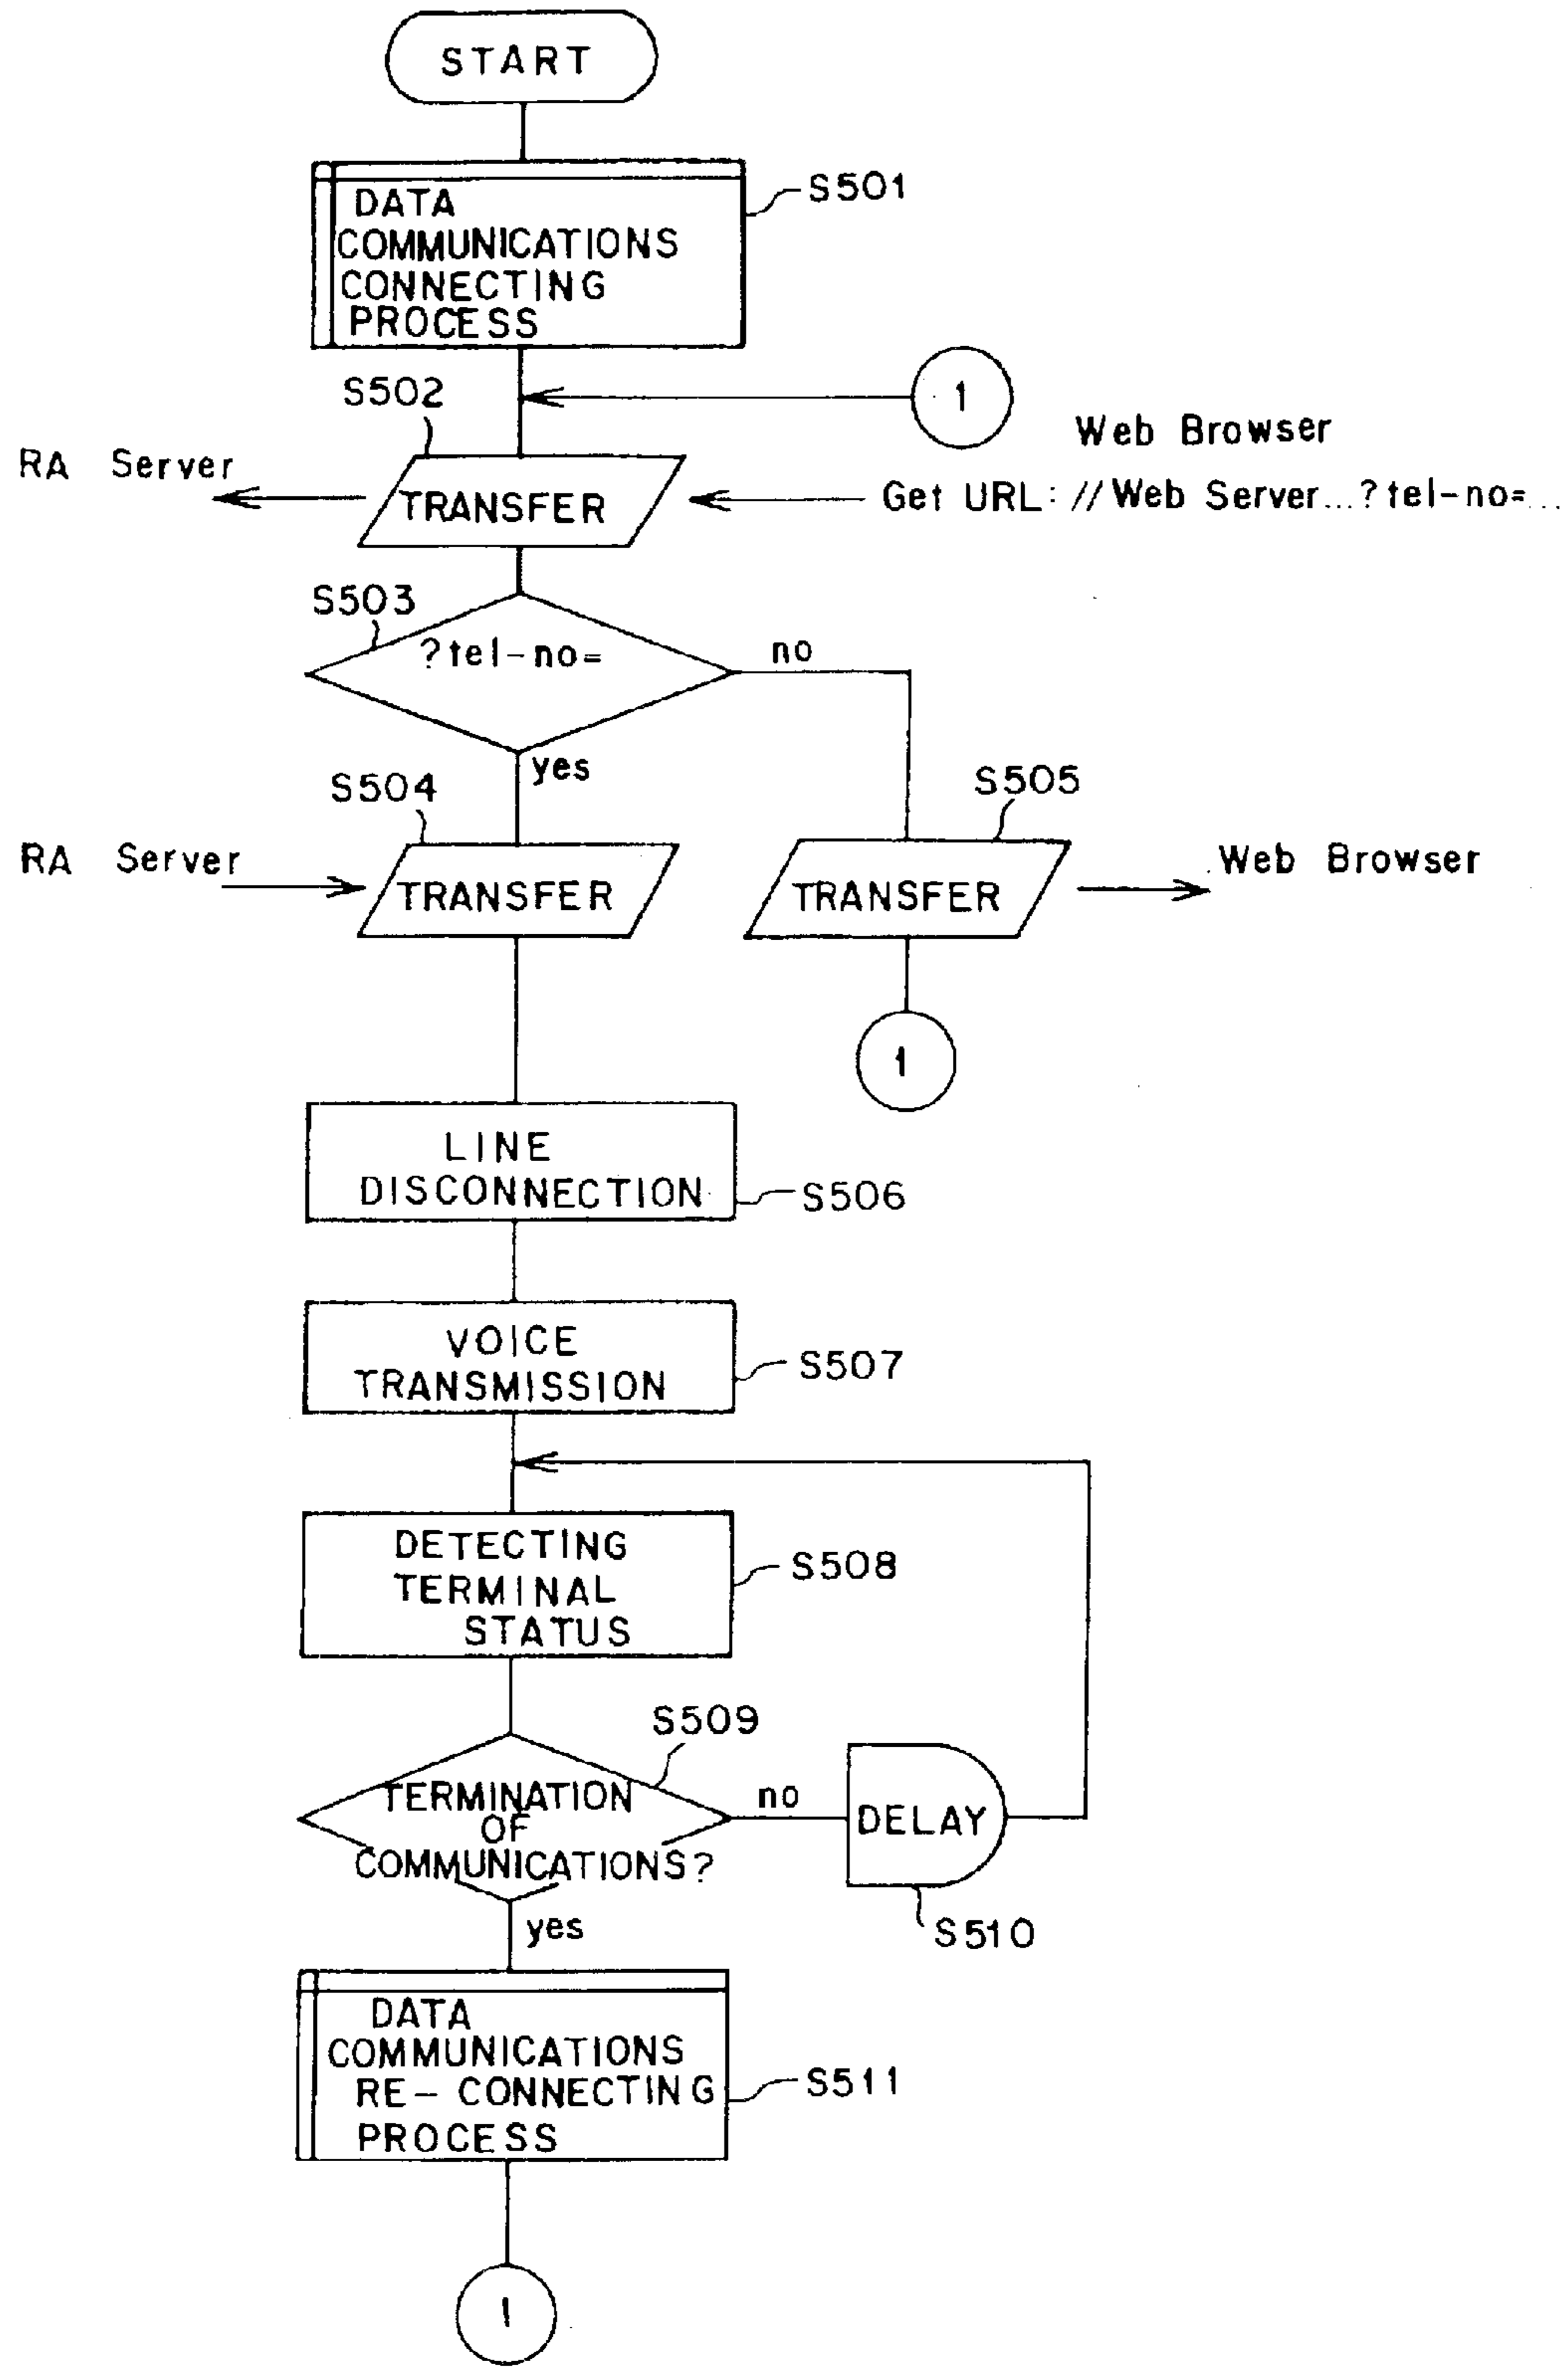 START
S501
DATA
COMMUNICATIONS
CONNECTING
PROCESS
1
S502
Web Browser
RA Server
TRANSFER
Get URL: //Web Server...?tel-no=...
S503
?tel-no=
no
yes
S504
S505
RA Server
TRANSFER
TRANSFER
Web Browser
1
LINE
DISCONNECTION
S506
VOICE
TRANSMISSION
S507
DETECTING
TERMINAL
STATUS
S508
S509
TERMINATION
OF
COMMUNICATIONS?
no
DELAY
S510
yes
DATA
COMMUNICATIONS
RE-CONNECTING
PROCESS
S511
1